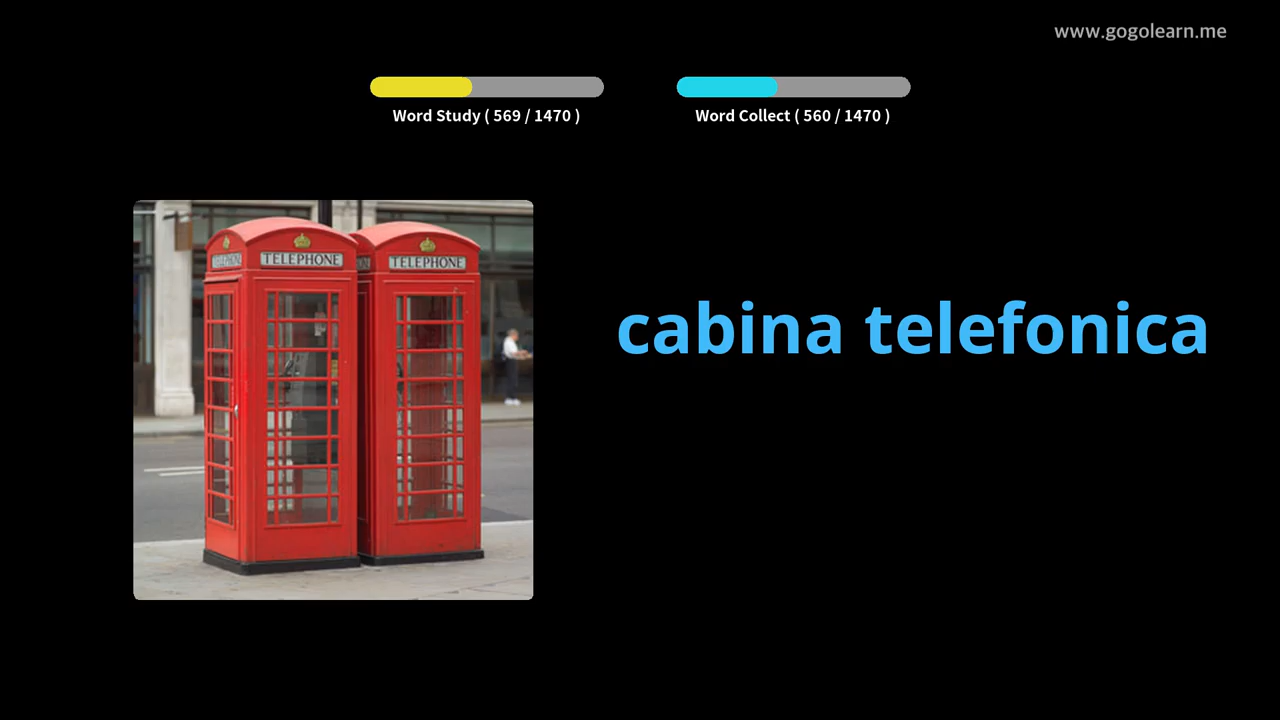 www.gogolearn.me
Word Study ( 569 / 1470 )
Word Collect ( 560 / 1470 )
TELEPHONE
TELEPHONE
cabina telefonica